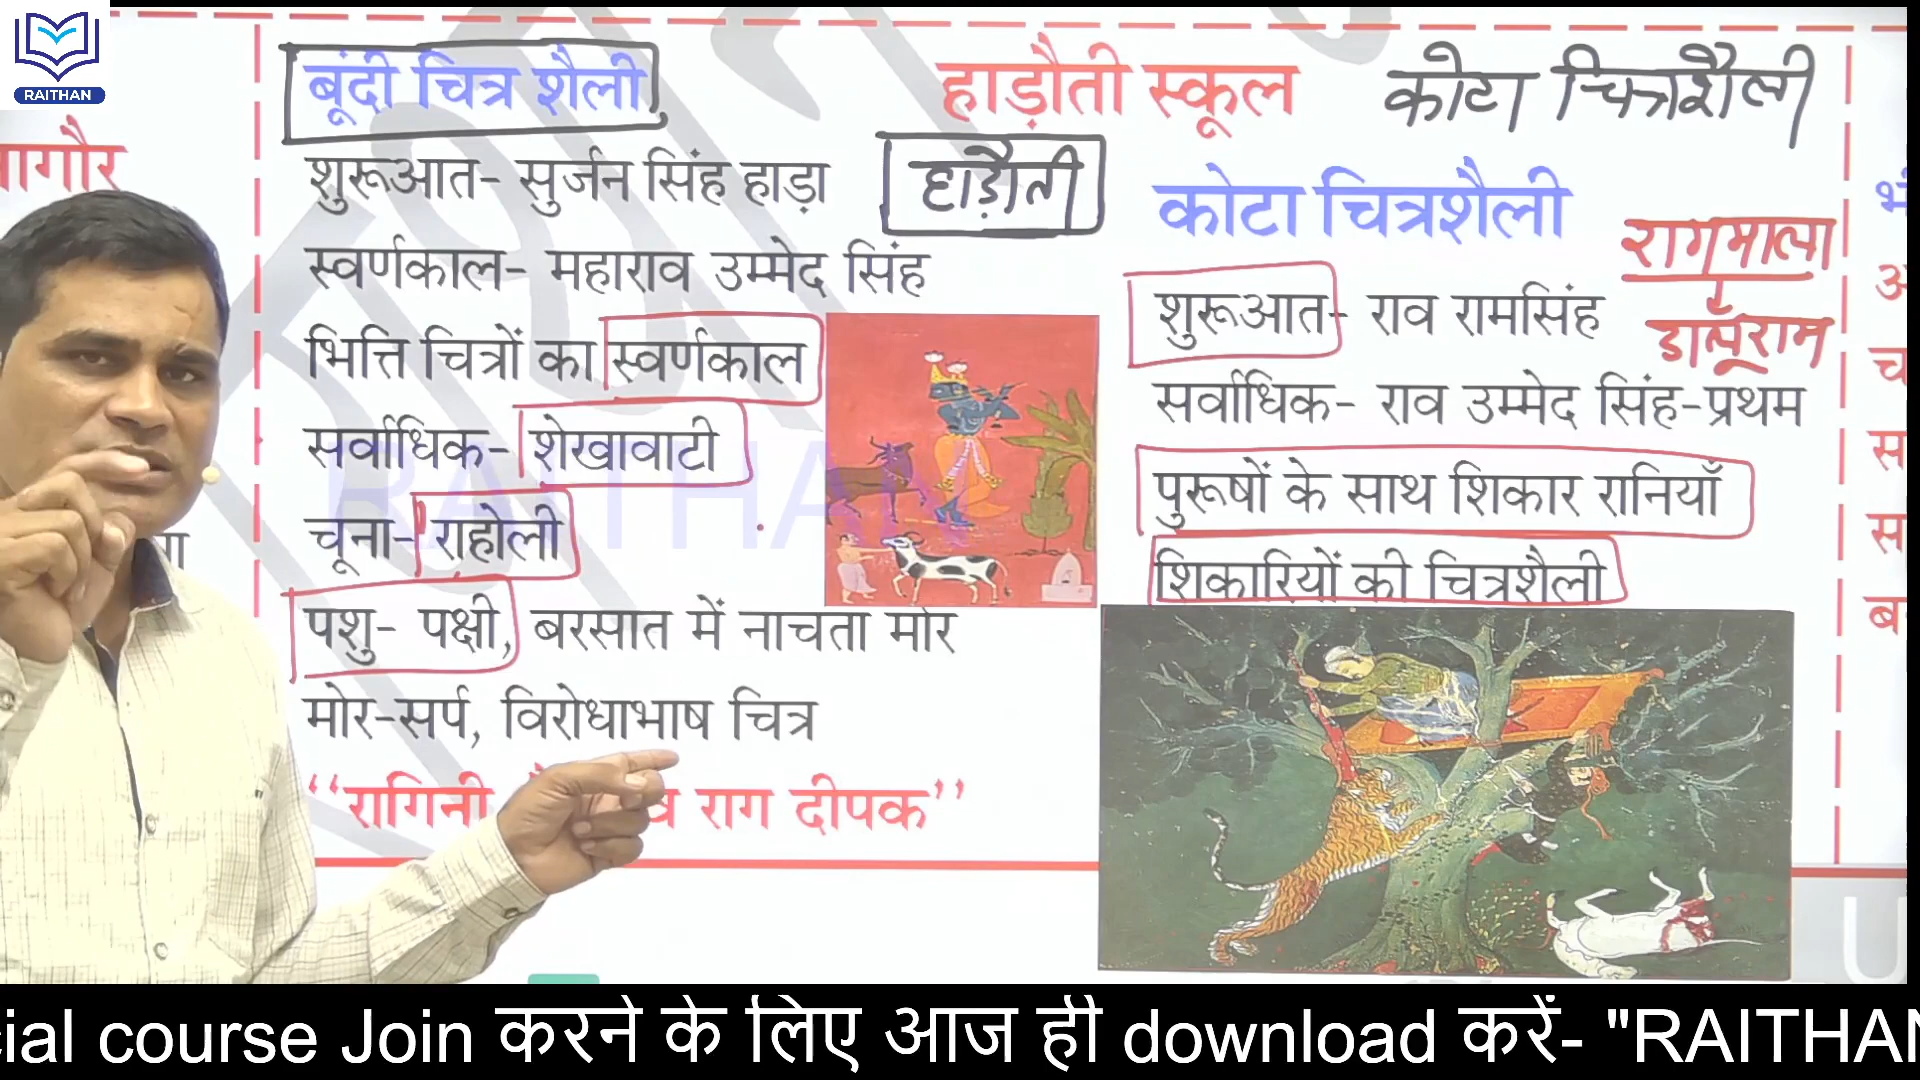 RAITHAN
बूंदी चित्र शैली
हाड़ौती स्कूल
कोटा चित्रशैली
शुरूआत- सुर्जन सिंह हाड़ा
हाड़ौती
स्वर्णकाल- महाराव उम्मेद सिंह
भित्ति चित्रों का स्वर्णकाल
सर्वाधिक- शेखावाटी
चूना- राहोली
पशु- पक्षी, बरसात में नाचता मोर
मोर-सर्प, विरोधाभाष चित्र
“रागिनी
राग दीपक”
कोटा चित्रशैली
रागमाला
डालूराम
शुरूआत- राव रामसिंह
सर्वाधिक- राव उम्मेद सिंह-प्रथम
पुरूषों के साथ शिकार रानियाँ
शिकारियों की चित्रशैली
RAITHAN
course Join करने के लिए आज ही download करें- "RAITHAN